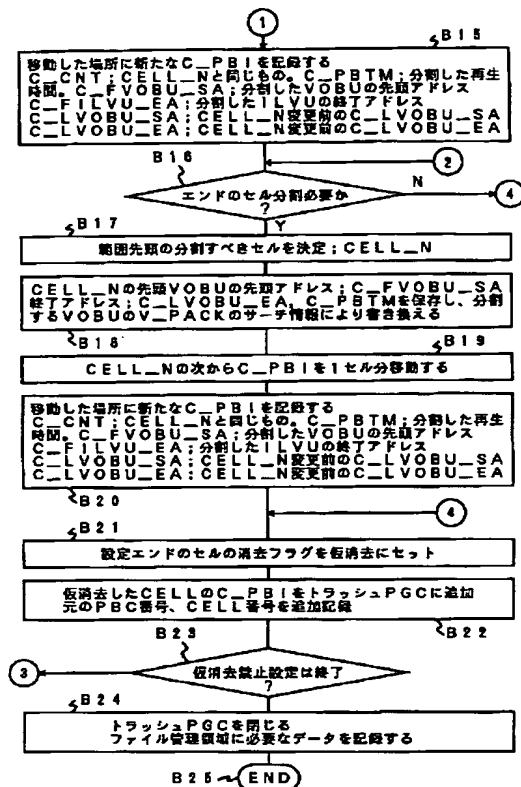 1
B15
移動した場所に新たなC_PBIを記録する
C_CNT;CELL_Nと同じもの。C_PBTM;分割した再生
時間。C_FVOBU_SA;分割したVOBUの先頭アドレス
C_FILVU_EA;分割したILVUの終了アドレス
C_LVOBU_SA;CELL_N変更前のC_LVOBU_SA
C_LVOBU_EA;CELL_N変更前のC_LVOBU_EA
B16
2
エンドのセル分割必要か
?
N
4
Y
B17
範囲先頭の分割すべきセルを決定;CELL_N
CELL_Nの先頭VOBUの先頭アドレス;C_FVOBU_SA
終了アドレス;C_LVOBU_EA,C_PBTMを保存し、分割
するVOBUのV_PACKのサーチ情報により書き換える
B18
B19
CELL_Nの次からC_PBIを1セル分移動する
移動した場所に新たなC_PBIを記録する
C_CNT;CELL_Nと同じもの。C_PBTM;分割した再生
時間。C_FVOBU_SA;分割したVOBUの先頭アドレス
C_FILVU_EA;分割したILVUの終了アドレス
C_LVOBU_SA;CELL_N変更前のC_LVOBU_SA
C_LVOBU_EA;CELL_N変更前のC_LVOBU_EA
B20
4
B21
設定エンドのセルの消去フラグを仮消去にセット
仮消去したCELLのC_PBIをトラッシュPGCに追加
元のPBC番号、CELL番号を追加記録
B22
B23
仮消去禁止設定は終了
?
3
B24
トラッシュPGCを閉じる
ファイル管理領域に必要なデータを記録する
B25
END